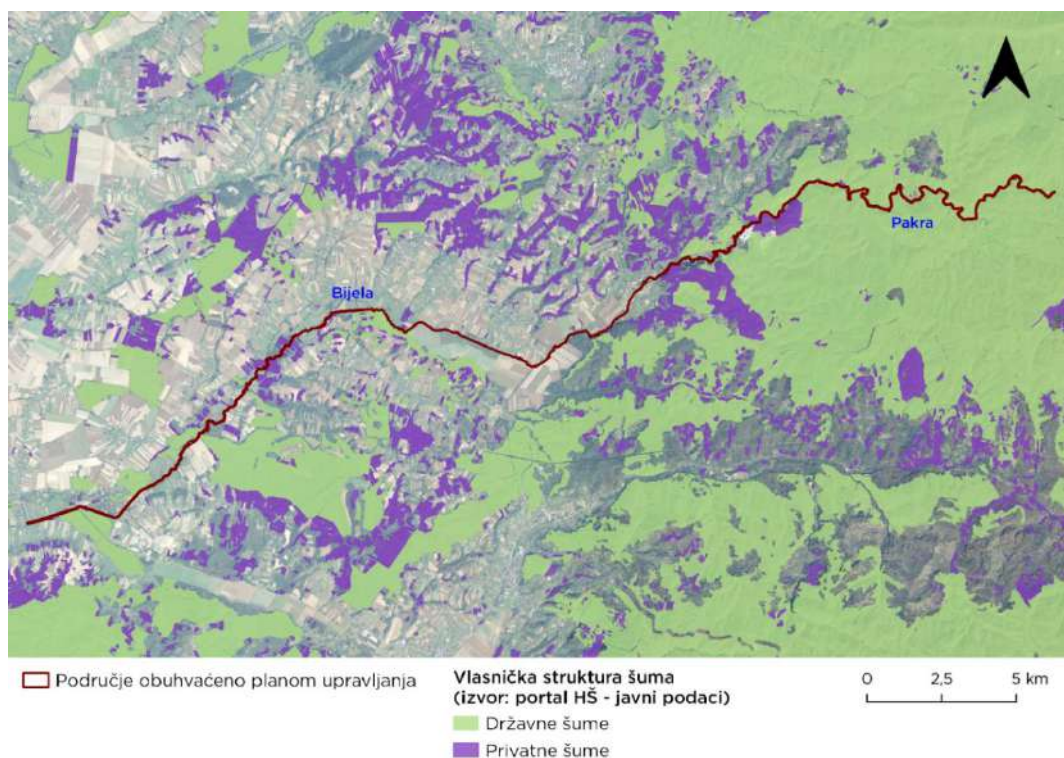 Pakra
Bijela
Područje obuhvaćeno planom upravljanja
Vlasnička struktura šuma
(izvor: portal HŠ - javni podaci)
Državne šume
Privatne šume
0 2,5 5 km